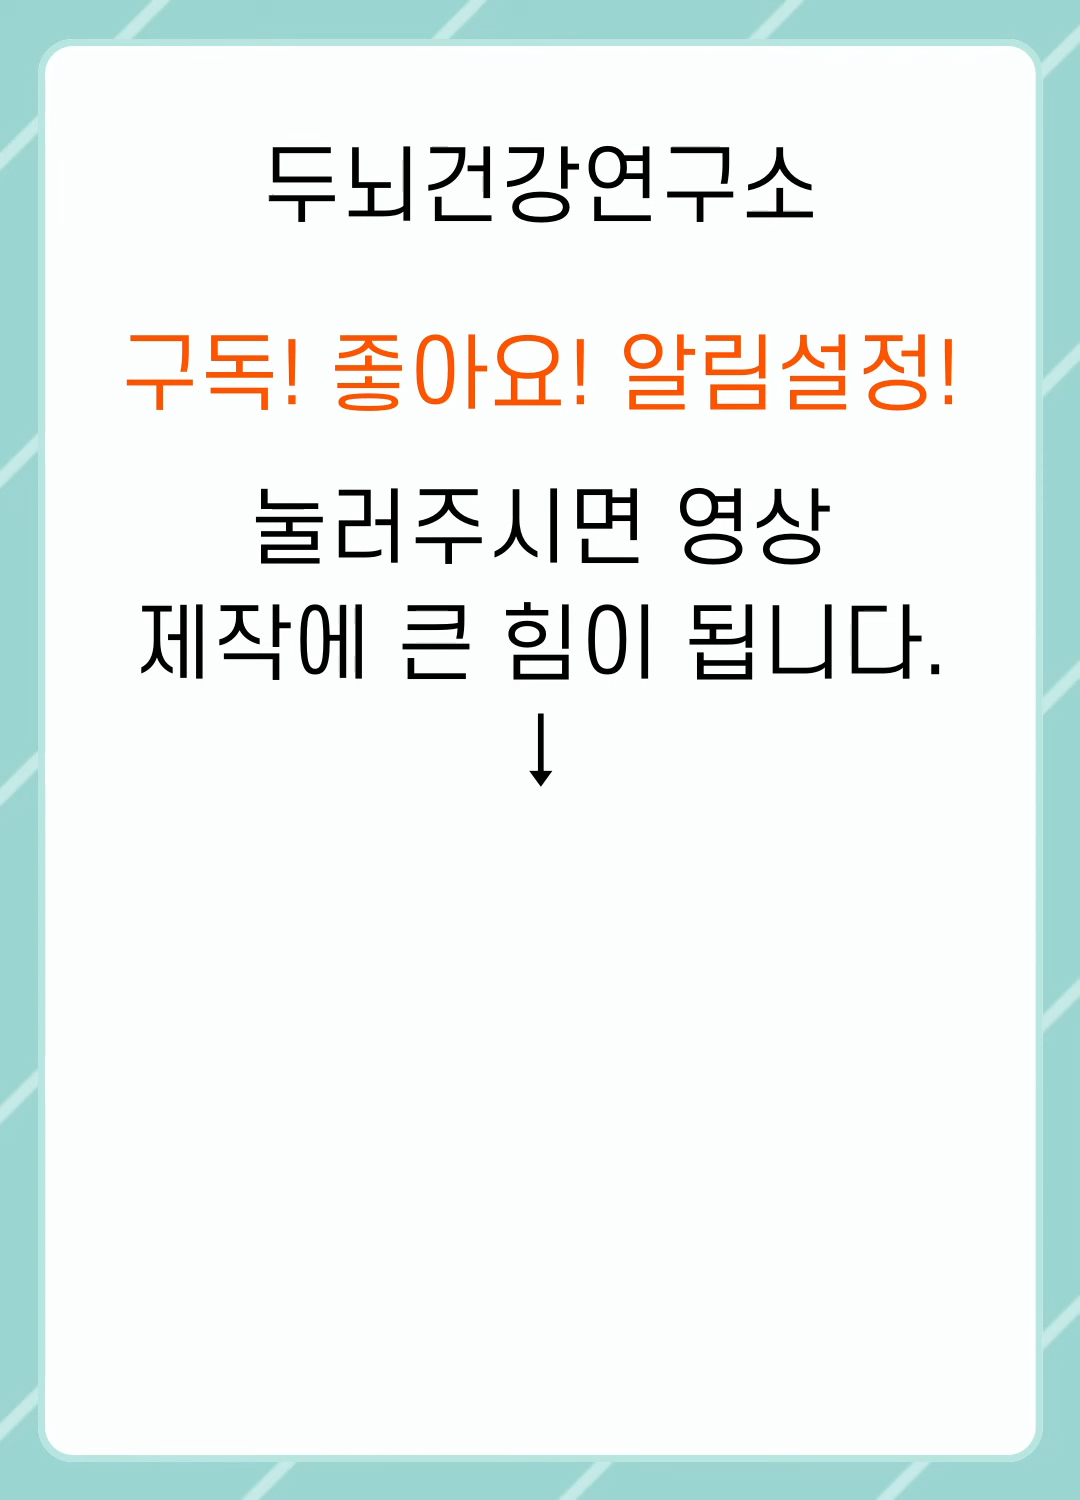 두뇌건강연구소
구독! 좋아요! 알림설정!
눌러주시면 영상
제작에 큰 힘이 됩니다.
↓